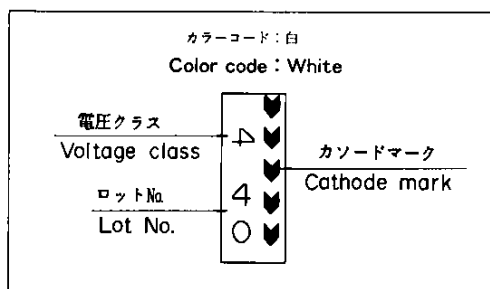 カラーコード：白
Color code：White
電圧クラス
Voltage class
カソードマーク
Cathode mark
ロットNo.
Lot No.
4
4
0